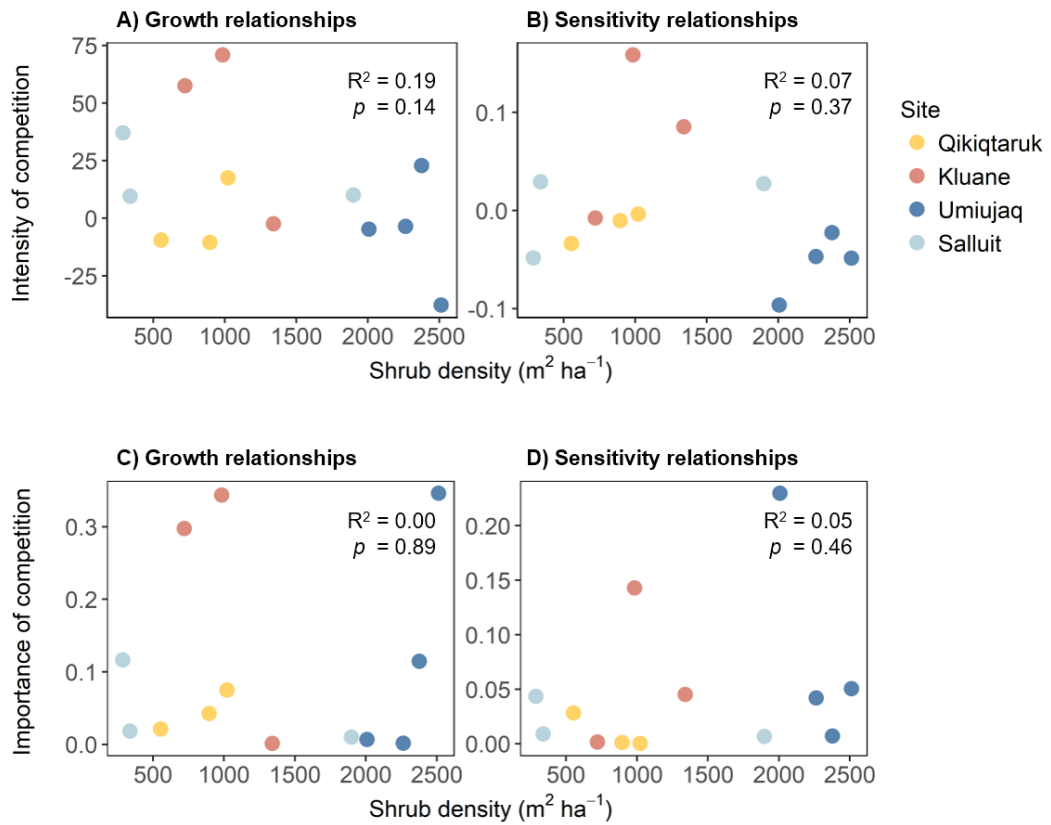 A) Growth relationships
B) Sensitivity relationships
Intensity of competition
75
50
25
0
-25
R² = 0.19
p = 0.14
500 1000 1500 2000 2500
0.1
0.0
-0.1
R² = 0.07
p = 0.37
500 1000 1500 2000 2500
Shrub density (m² ha⁻¹)
Site
Qikiqtaruk
Kluane
Umiujaq
Salluit
C) Growth relationships
D) Sensitivity relationships
Importance of competition
0.3
0.2
0.1
0.0
R² = 0.00
p = 0.89
500 1000 1500 2000 2500
0.20
0.15
0.10
0.05
0.00
R² = 0.05
p = 0.46
500 1000 1500 2000 2500
Shrub density (m² ha⁻¹)